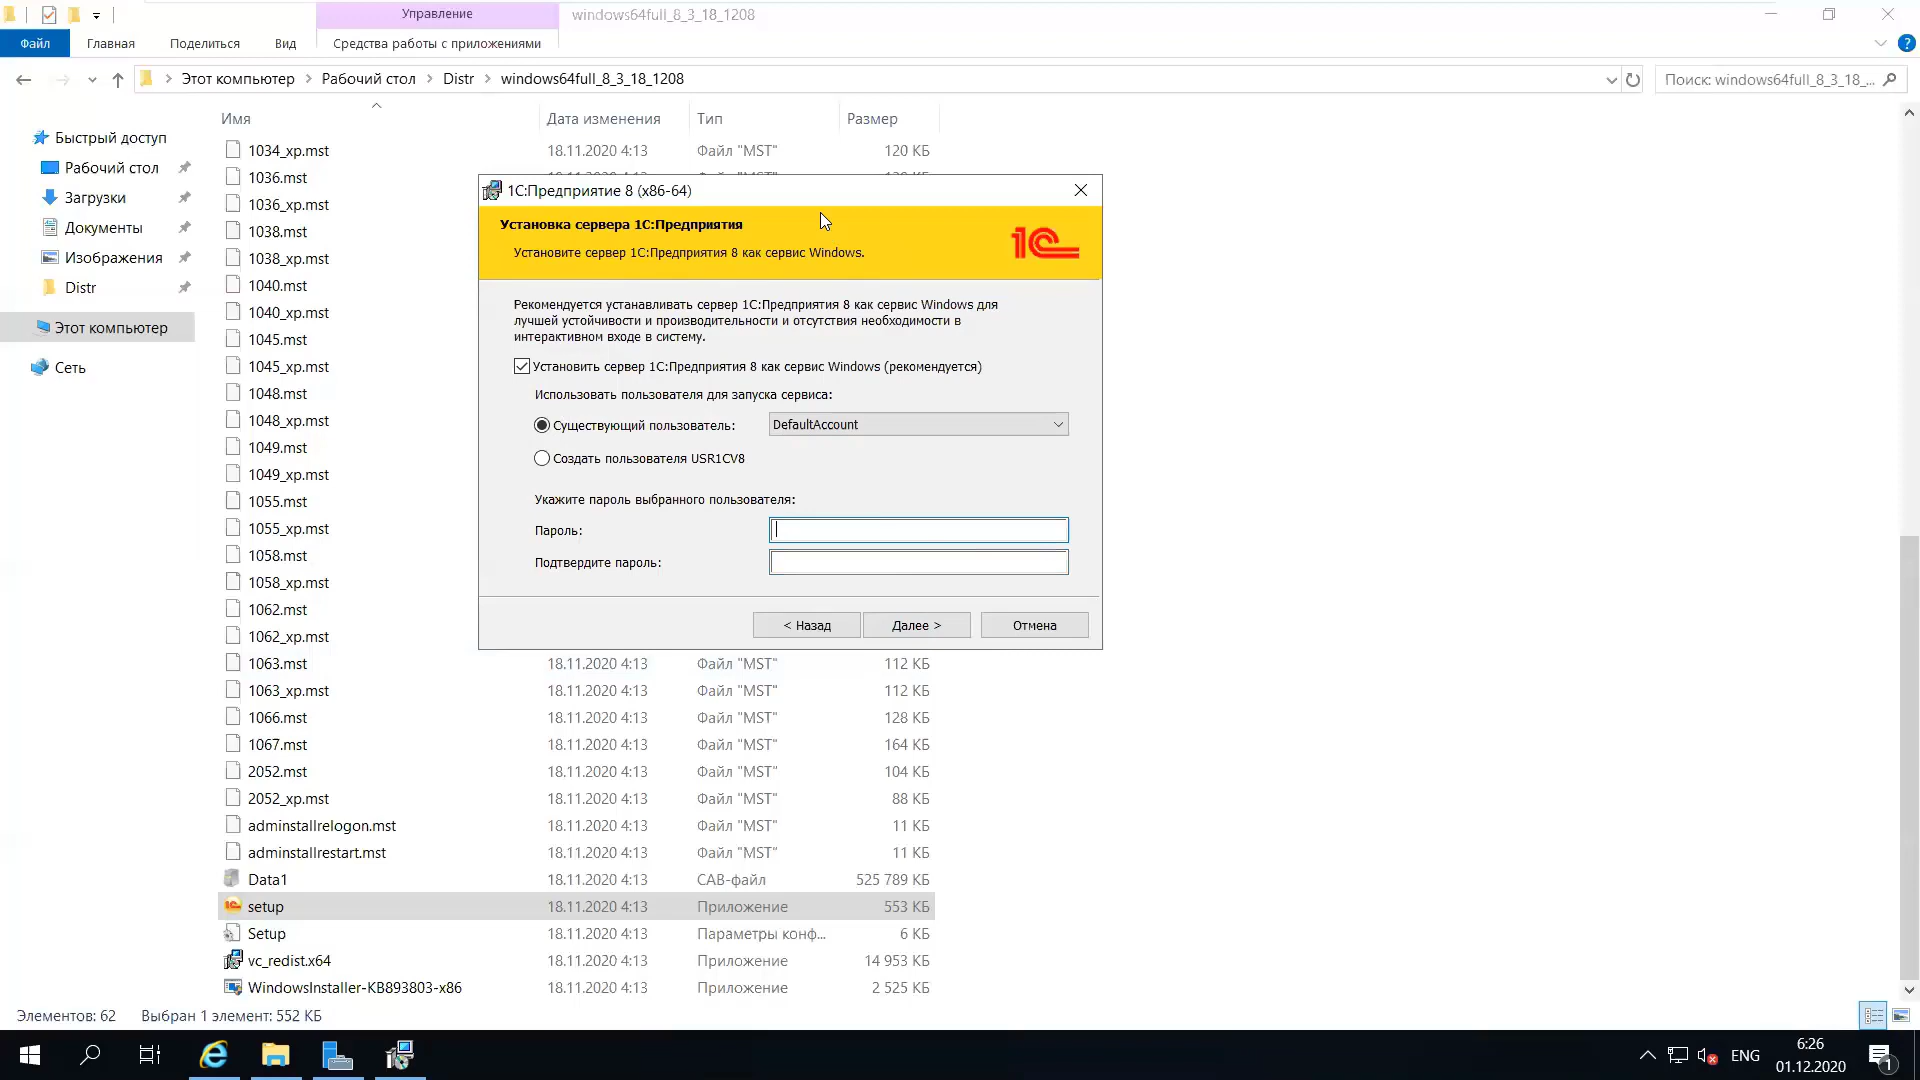 Управление
windows64full_8_3_18_1208
Файл
Главная
Поделиться
Вид
Средства работы с приложениями
Этот компьютер
Рабочий стол
Distr
windows64full_8_3_18_1208
Поиск: windows64full_8_3_18_...
Имя
Дата изменения
Тип
Размер
Быстрый доступ
Рабочий стол
Загрузки
Документы
Изображения
Distr
Этот компьютер
Сеть
1034_xp.mst 18.11.2020 4:13 Файл "MST" 120 КБ
1036.mst
1036_xp.mst
1038.mst
1038_xp.mst
1040.mst
1040_xp.mst
1045.mst
1045_xp.mst
1048.mst
1048_xp.mst
1049.mst
1049_xp.mst
1055.mst
1055_xp.mst
1058.mst
1058_xp.mst
1062.mst
1062_xp.mst
1063.mst 18.11.2020 4:13 Файл "MST" 112 КБ
1063_xp.mst 18.11.2020 4:13 Файл "MST" 112 КБ
1066.mst 18.11.2020 4:13 Файл "MST" 128 КБ
1067.mst 18.11.2020 4:13 Файл "MST" 164 КБ
2052.mst 18.11.2020 4:13 Файл "MST" 104 КБ
2052_xp.mst 18.11.2020 4:13 Файл "MST" 88 КБ
adminstallrelogon.mst 18.11.2020 4:13 Файл "MST" 11 КБ
adminstallrestart.mst 18.11.2020 4:13 Файл "MST" 11 КБ
Data1 18.11.2020 4:13 CAB-файл 525 789 КБ
setup 18.11.2020 4:13 Приложение 553 КБ
Setup 18.11.2020 4:13 Параметры конф... 6 КБ
vc_redist.x64 18.11.2020 4:13 Приложение 14 953 КБ
WindowsInstaller-KB893803-x86 18.11.2020 4:13 Приложение 2 525 КБ
1С:Предприятие 8 (x86-64)
Установка сервера 1С:Предприятия
Установите сервер 1С:Предприятия 8 как сервис Windows.
1С
Рекомендуется устанавливать сервер 1С:Предприятия 8 как сервис Windows для
лучшей устойчивости и производительности и отсутствия необходимости в
интерактивном входе в систему.
Установить сервер 1С:Предприятия 8 как сервис Windows (рекомендуется)
Использовать пользователя для запуска сервиса:
Существующий пользователь:
DefaultAccount
Создать пользователя USR1CV8
Укажите пароль выбранного пользователя:
Пароль:
Подтвердите пароль:
< Назад
Далее >
Отмена
Элементов: 62
Выбран 1 элемент: 552 КБ
ENG
6:26
01.12.2020
1